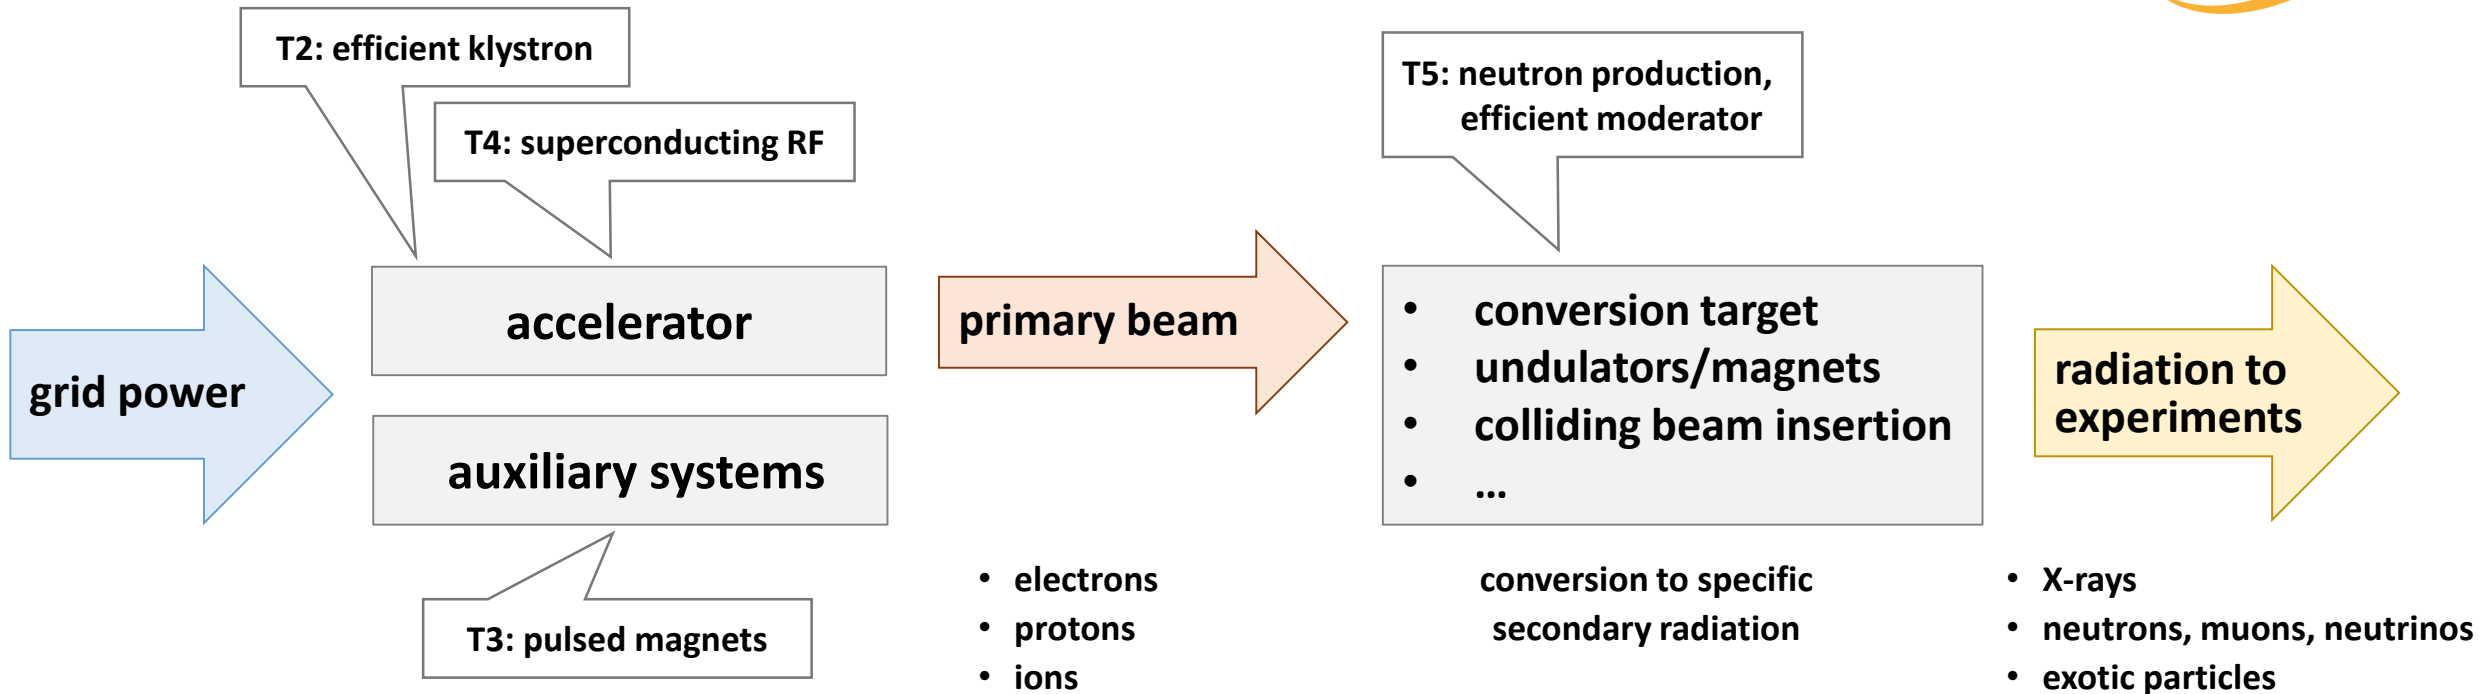 T2: efficient klystron
T4: superconducting RF
T5: neutron production,
efficient moderator
grid power
accelerator
auxiliary systems
T3: pulsed magnets
primary beam
• electrons
• protons
• ions
• conversion target
• undulators/magnets
• colliding beam insertion
• ...
conversion to specific
secondary radiation
radiation to
experiments
• X-rays
• neutrons, muons, neutrinos
• exotic particles